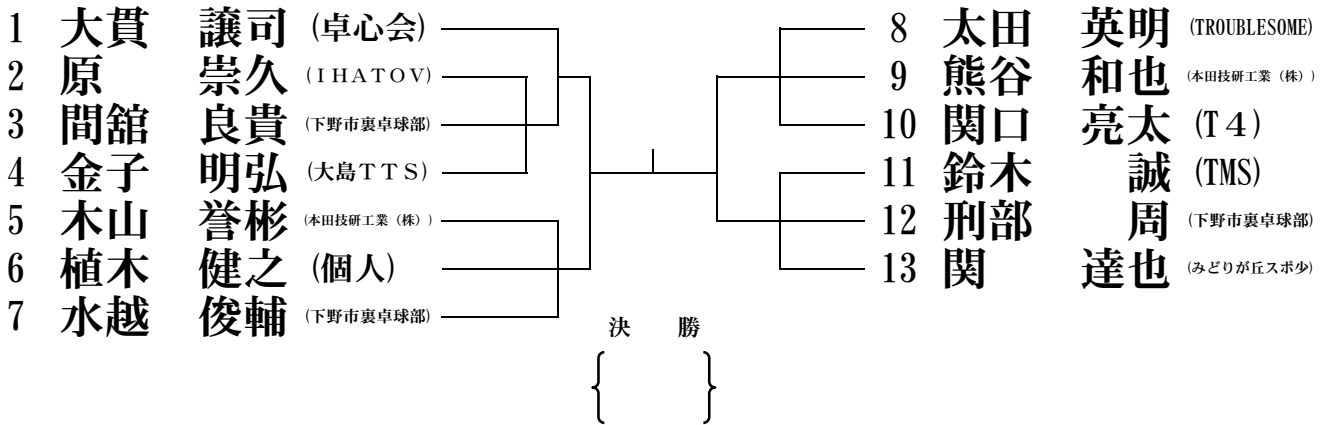 1 大貫 譲司 (卓心会)
2 原 崇久 (ＩＨＡＴＯＶ)
3 間舘 良貴 (下野市裏卓球部)
4 金子 明弘 (大島ＴＴＳ)
5 木山 誉彬 (本田技研工業（株）)
6 植木 健之 (個人)
7 水越 俊輔 (下野市裏卓球部)
8 太田 英明 (TROUBLESOME)
9 熊谷 和也 (本田技研工業（株）)
10 関口 亮太 (T４)
11 鈴木 誠 (TMS)
12 刑部 周 (下野市裏卓球部)
13 関 達也 (みどりが丘スポ少)
決 勝